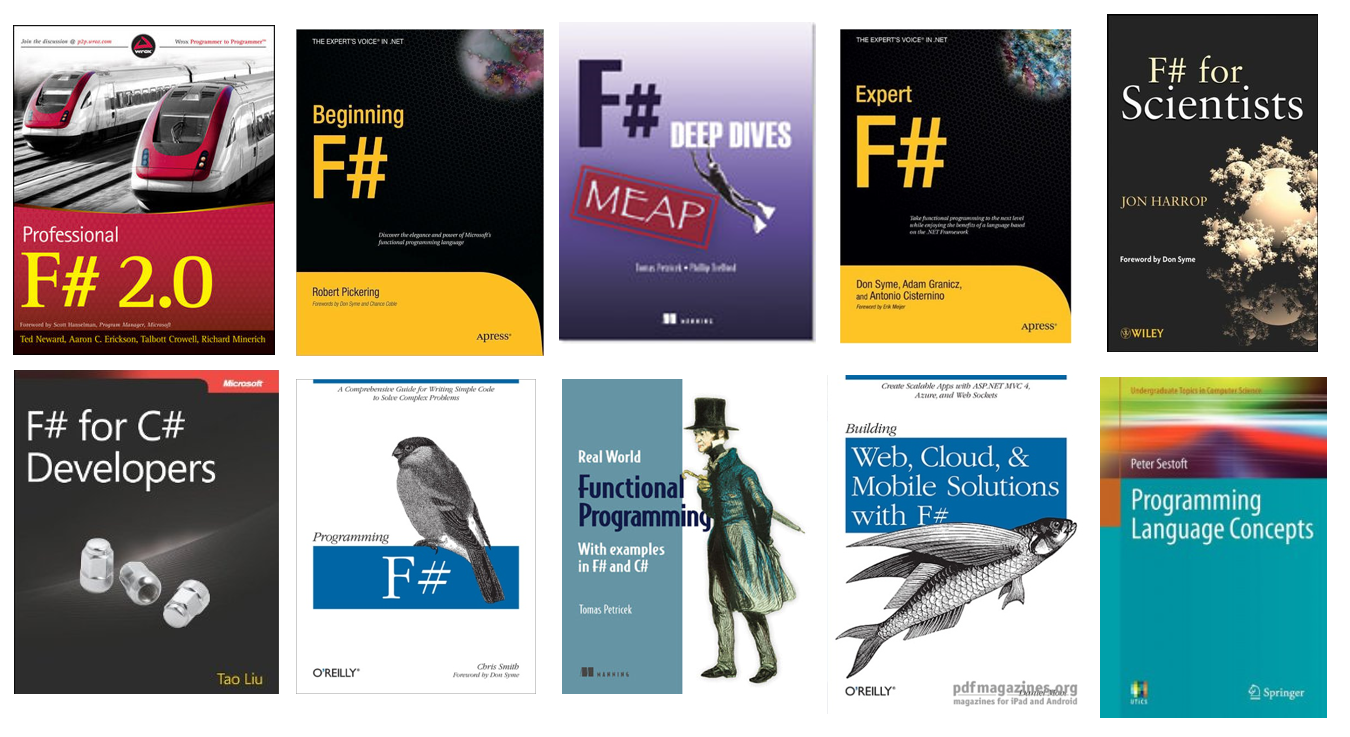 Join the discussion @ p2p.wrox.com
wrox
Wrox Programmer to Programmer™
Professional
F# 2.0
Foreword by Scott Hanselman, Program Manager, Microsoft
Ted Neward, Aaron C. Erickson, Talbott Crowell, Richard Minerich
THE EXPERT'S VOICE® IN .NET
Beginning
F#
Discover the elegance and power of Microsoft's
functional programming language
Robert Pickering
Forewords by Don Syme and Chance Coble
Apress®
F#
DEEP DIVES
MEAP
Tomas Petricek • Phillip Trelford
MANNING
THE EXPERT'S VOICE® IN .NET
Expert
F#
Take functional programming to the next level
while enjoying the benefits of a language based
on the .NET Framework
Don Syme, Adam Granicz,
and Antonio Cisternino
Foreword by Erik Meijer
Apress®
F# for
Scientists
JON HARROP
Foreword by Don Syme
WILEY
Microsoft
F# for C#
Developers
Tao Liu
A Comprehensive Guide for Writing Simple Code
to Solve Complex Problems
Programming
F#
O'REILLY®
Chris Smith
Foreword by Don Syme
Real World
Functional
Programming
With examples
in F# and C#
Tomas Petricek
MANNING
Create Scalable Apps with ASP.NET MVC 4,
Azure, and Web Sockets
Building
Web, Cloud, &
Mobile Solutions
with F#
O'REILLY®
pdfmagazines.org
magazines for iPad and Android
Undergraduate Topics in Computer Science
Peter Sestoft
Programming
Language Concepts
UTiCS
Springer